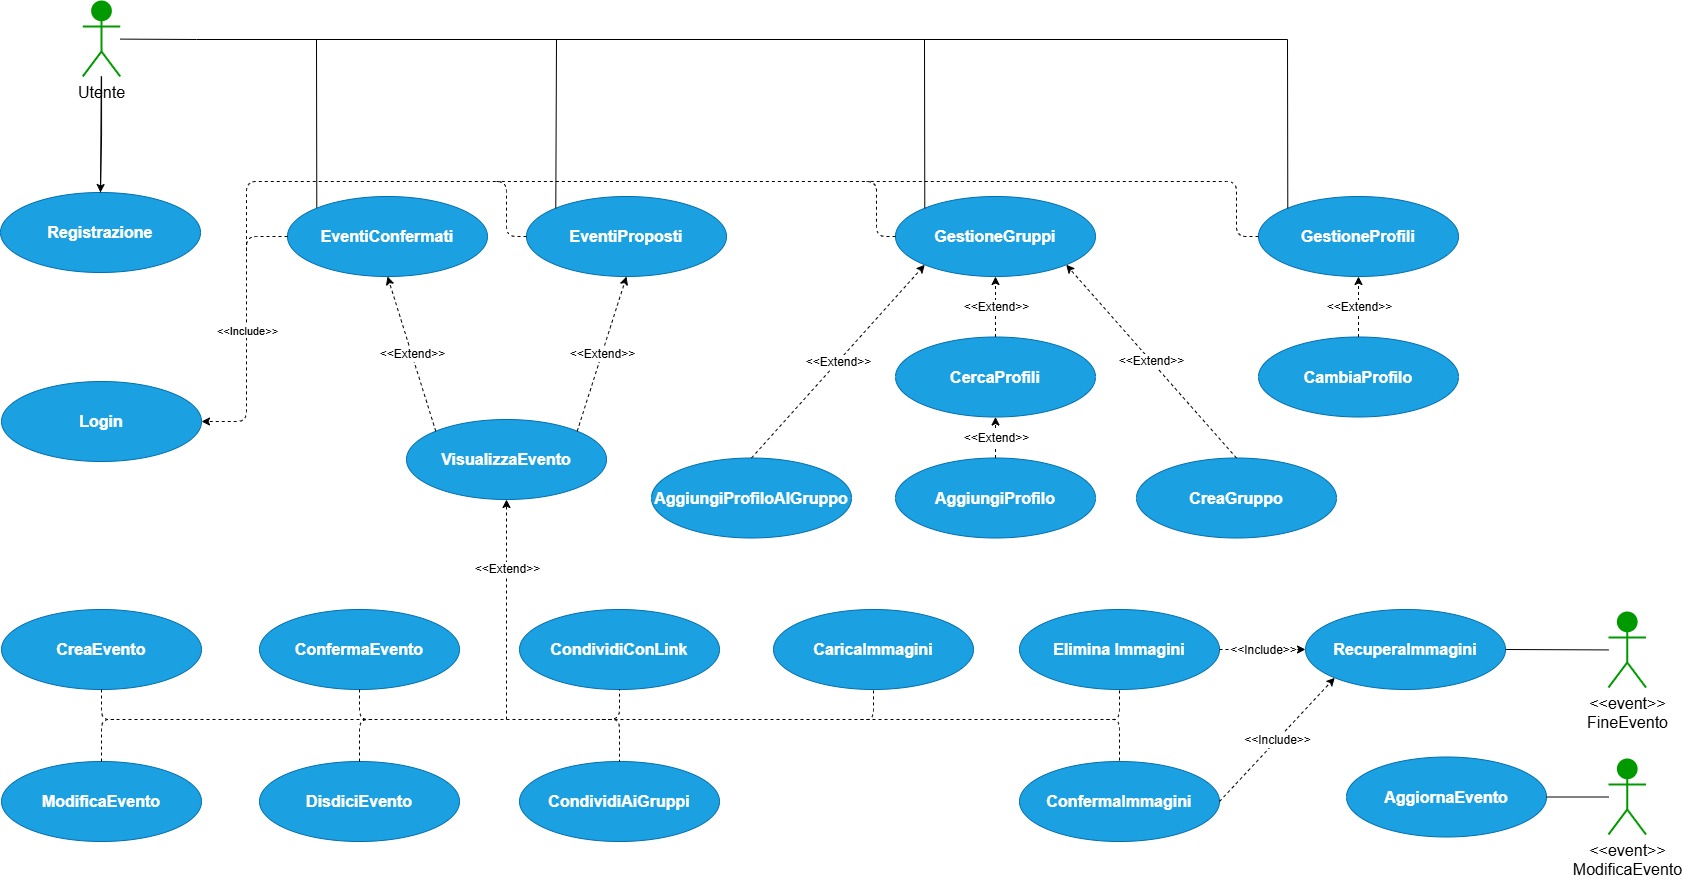 Utente
Registrazione
EventiConfermati
EventiProposti
GestioneGruppi
GestioneProfili
<<Extend>>
<<Extend>>
<<Include>>
<<Extend>>
<<Extend>>
<<Extend>>
<<Extend>>
CercaProfili
CambiaProfilo
Login
<<Extend>>
VisualizzaEvento
AggiungiProfiloAlGruppo
AggiungiProfilo
CreaGruppo
<<Extend>>
CreaEvento
ConfermaEvento
CondividiConLink
CaricaImmagini
Elimina Immagini
<<Include>>
RecuperaImmagini
<<event>>
FineEvento
<<Include>>
ModificaEvento
DisdiciEvento
CondividiAiGruppi
ConfermaImmagini
AggiornaEvento
<<event>>
ModificaEvento